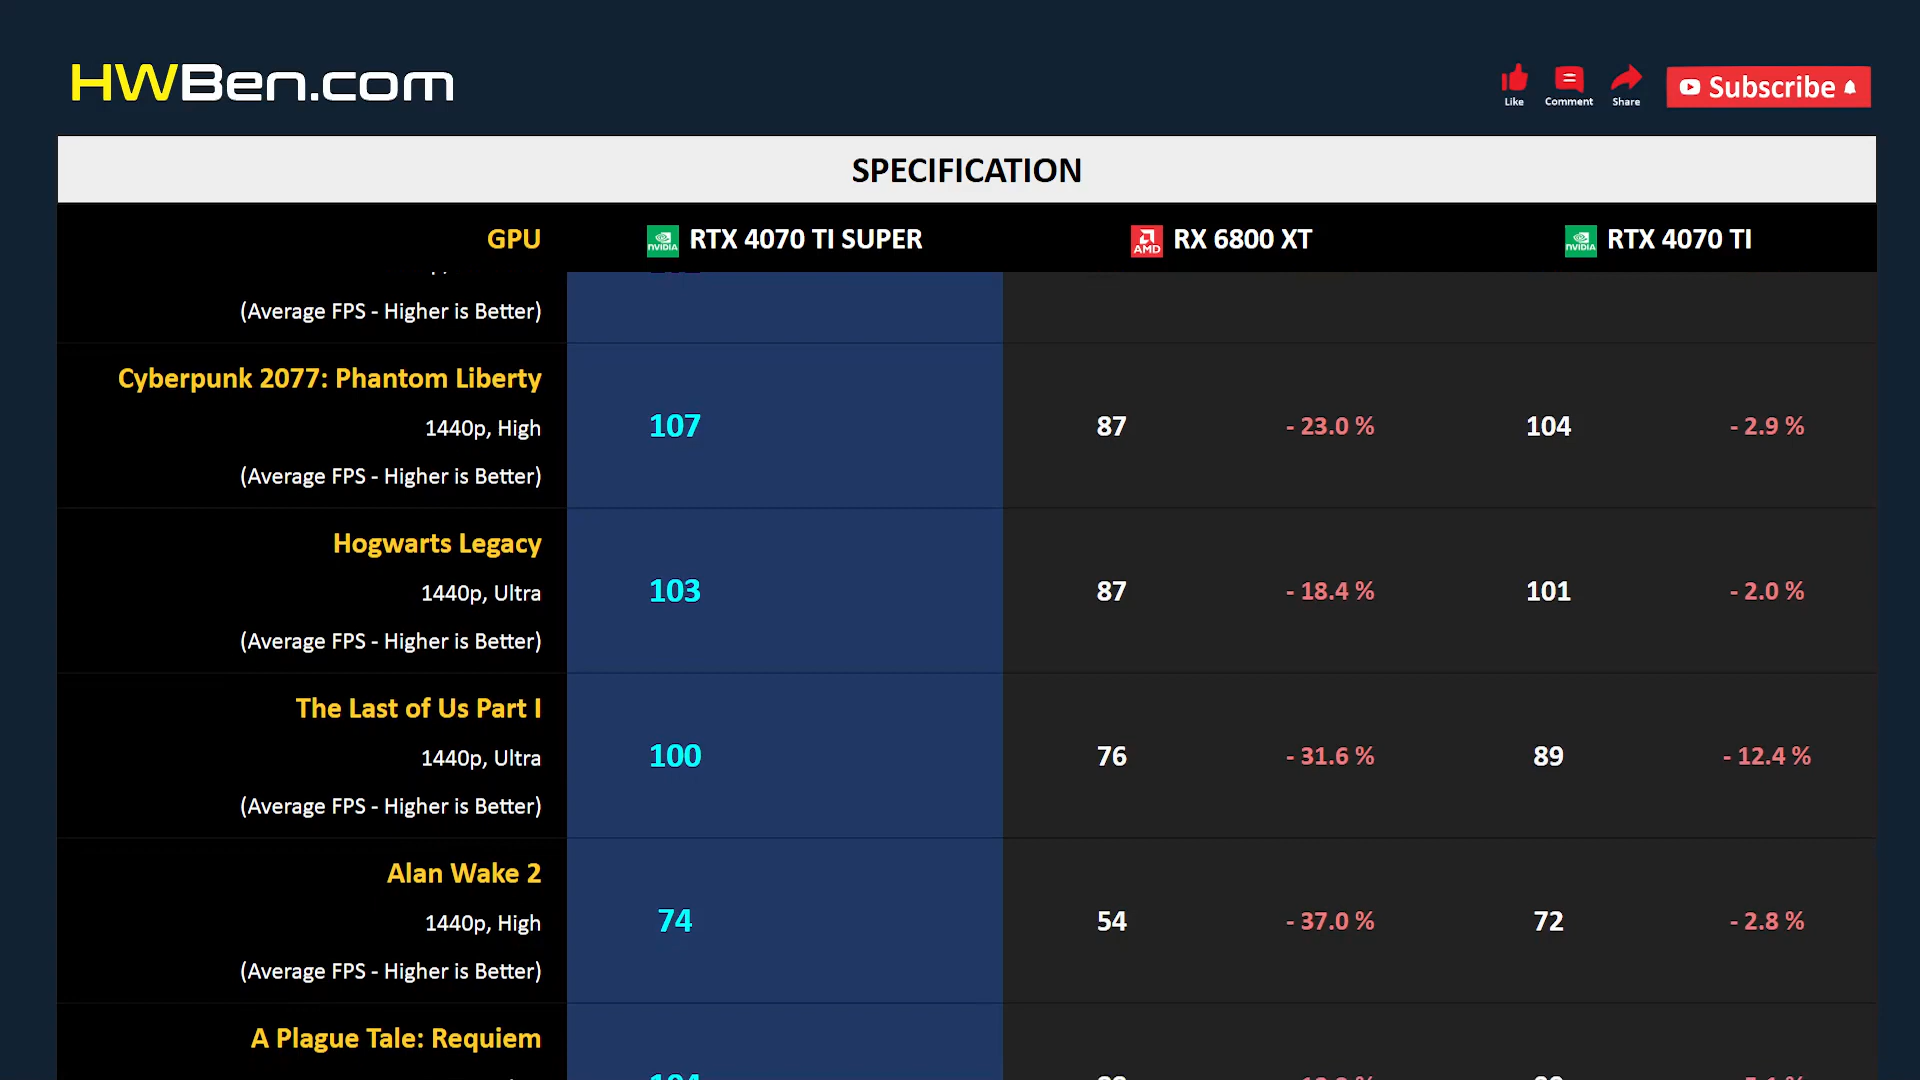 HWBen.com
Like
Comment
Share
Subscribe
SPECIFICATION
GPU
NVIDIA RTX 4070 TI SUPER
AMD RX 6800 XT
NVIDIA RTX 4070 TI
(Average FPS - Higher is Better)
Cyberpunk 2077: Phantom Liberty
1440p, High
(Average FPS - Higher is Better)
107
87
- 23.0 %
104
- 2.9 %
Hogwarts Legacy
1440p, Ultra
(Average FPS - Higher is Better)
103
87
- 18.4 %
101
- 2.0 %
The Last of Us Part I
1440p, Ultra
(Average FPS - Higher is Better)
100
76
- 31.6 %
89
- 12.4 %
Alan Wake 2
1440p, High
(Average FPS - Higher is Better)
74
54
- 37.0 %
72
- 2.8 %
A Plague Tale: Requiem